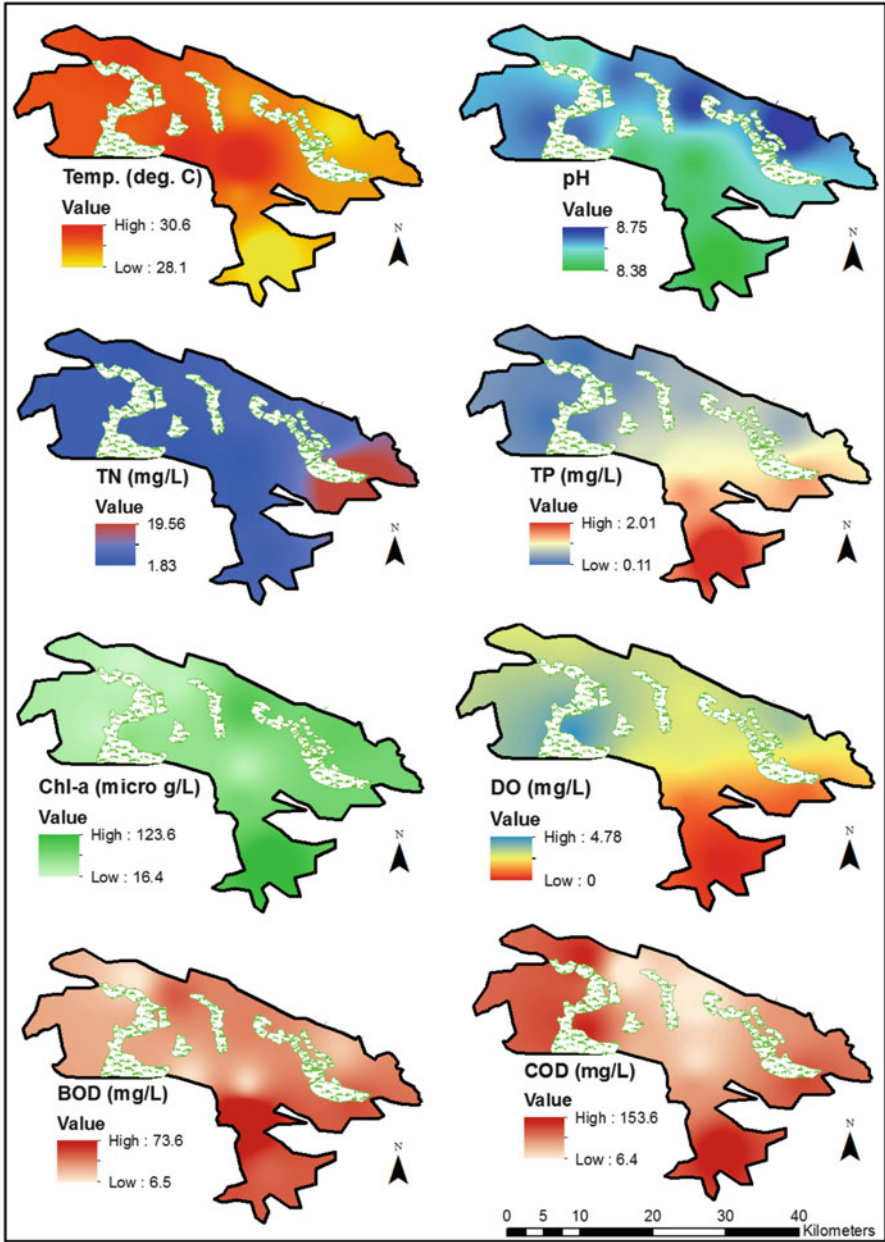 Temp. (deg. C)
Value
High : 30.6
Low : 28.1
N
pH
Value
8.75
8.38
N
TN (mg/L)
Value
19.56
1.83
N
TP (mg/L)
Value
High : 2.01
Low : 0.11
N
Chl-a (micro g/L)
Value
High : 123.6
Low : 16.4
N
DO (mg/L)
Value
High : 4.78
Low : 0
N
BOD (mg/L)
Value
High : 73.6
Low : 6.5
N
COD (mg/L)
Value
High : 153.6
Low : 6.4
N
0 10 20 30 40
Kilometers